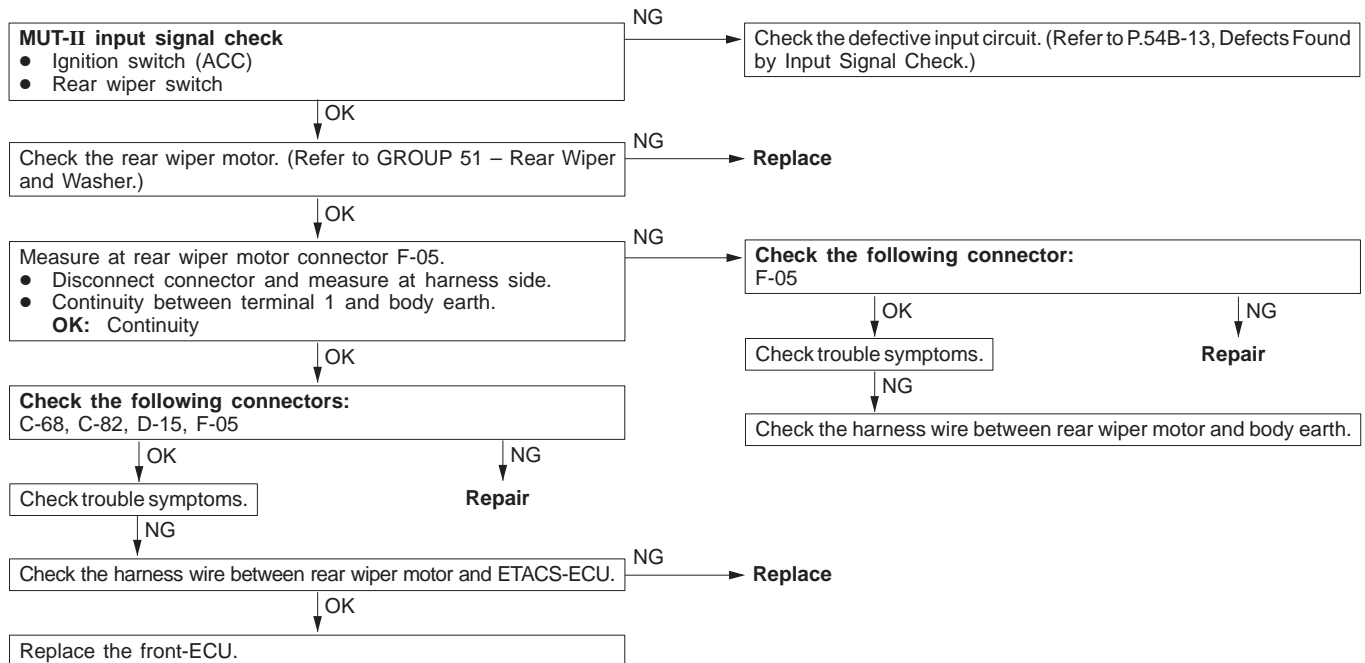 NG
MUT-II input signal check
● Ignition switch (ACC)
● Rear wiper switch
Check the defective input circuit. (Refer to P.54B-13, Defects Found
by Input Signal Check.)
OK
Check the rear wiper motor. (Refer to GROUP 51 – Rear Wiper
and Washer.)
NG
Replace
OK
Measure at rear wiper motor connector F-05.
● Disconnect connector and measure at harness side.
● Continuity between terminal 1 and body earth.
OK: Continuity
NG
Check the following connector:
F-05
OK
NG
Check trouble symptoms.
Repair
NG
Check the harness wire between rear wiper motor and body earth.
OK
Check the following connectors:
C-68, C-82, D-15, F-05
OK
NG
Check trouble symptoms.
Repair
NG
Check the harness wire between rear wiper motor and ETACS-ECU.
NG
Replace
OK
Replace the front-ECU.